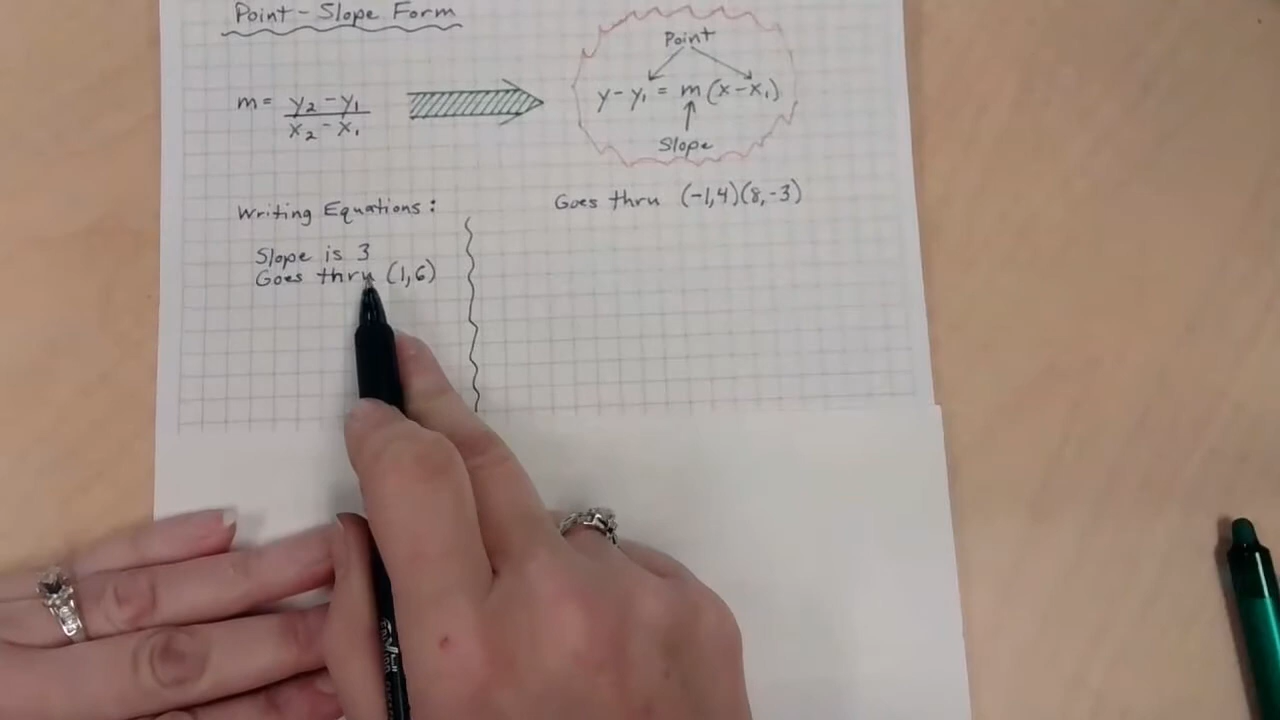 Point - Slope Form
m = y₂ - y₁ / x₂ - x₁
Point
y - y₁ = m(x - x₁)
Slope
Writing Equations:
Slope is 3
Goes thru (1,6)
Goes thru (-1,4)(8,-3)